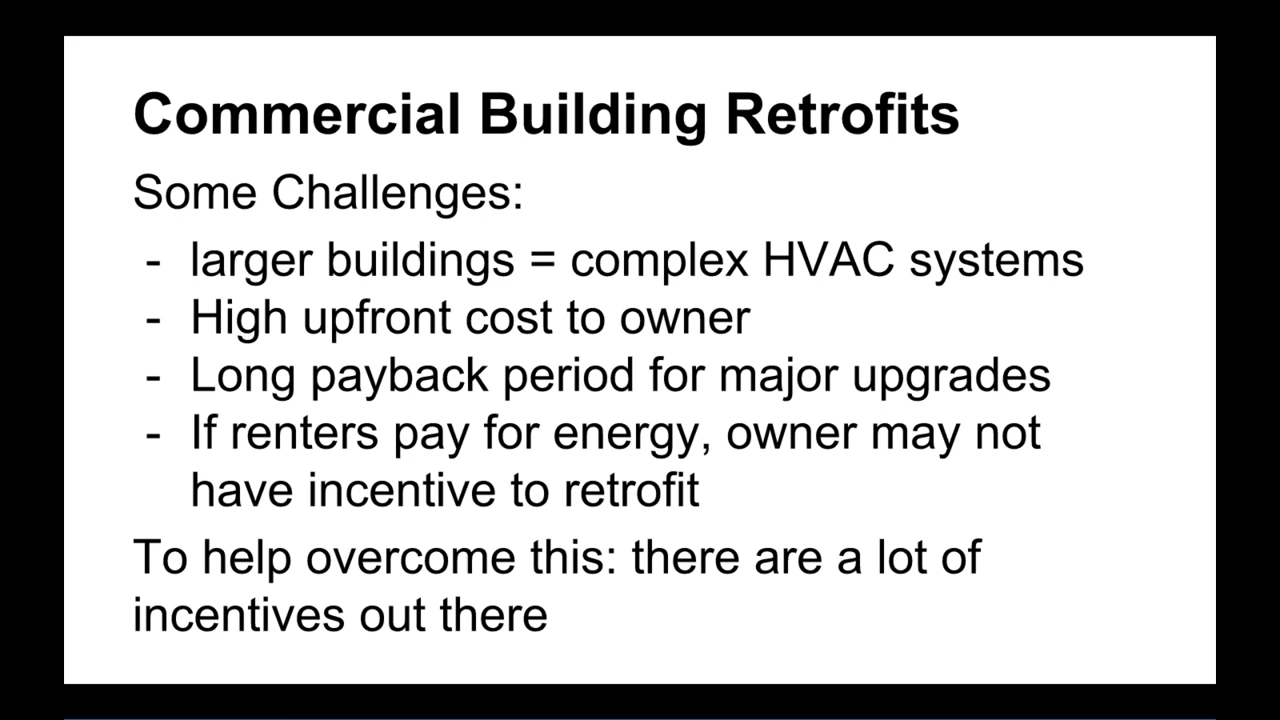 Commercial Building Retrofits
Some Challenges:
- larger buildings = complex HVAC systems
- High upfront cost to owner
- Long payback period for major upgrades
- If renters pay for energy, owner may not
have incentive to retrofit
To help overcome this: there are a lot of
incentives out there